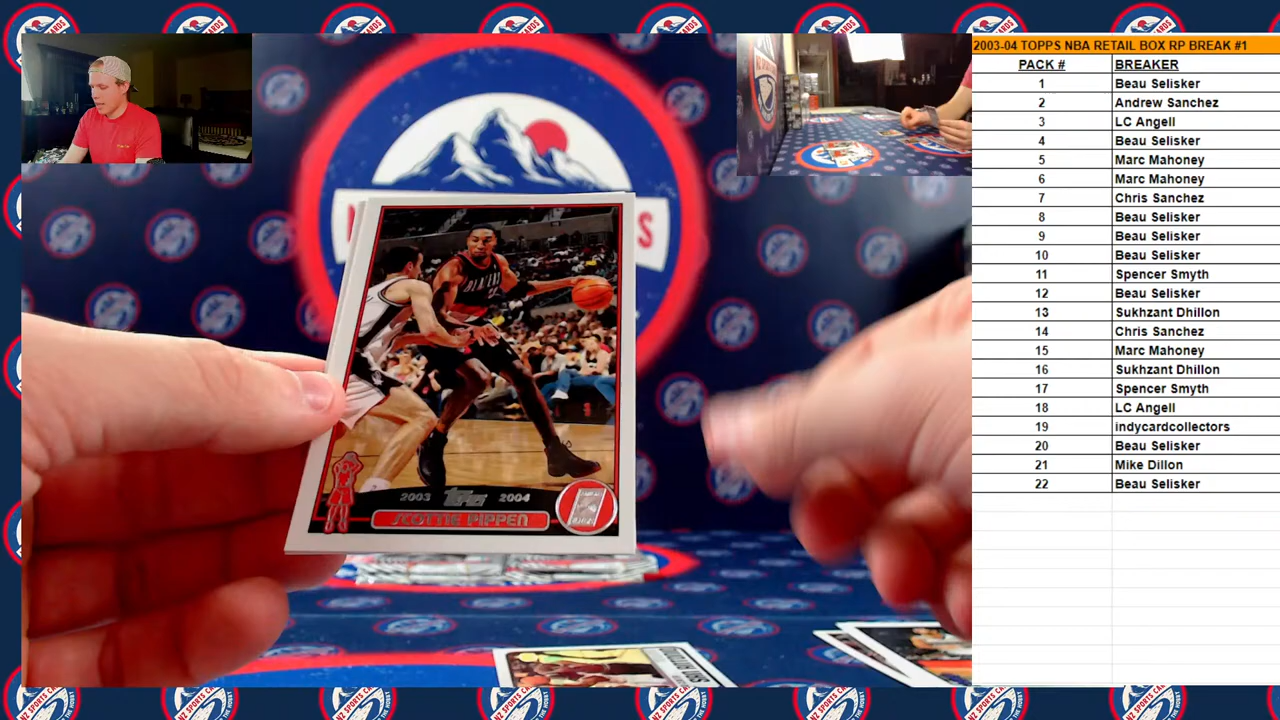 2003-04 TOPPS NBA RETAIL BOX RP BREAK #1
PACK # BREAKER
1 Beau Selisker
2 Andrew Sanchez
3 LC Angell
4 Beau Selisker
5 Marc Mahoney
6 Marc Mahoney
7 Chris Sanchez
8 Beau Selisker
9 Beau Selisker
10 Beau Selisker
11 Spencer Smyth
12 Beau Selisker
13 Sukhzant Dhillon
14 Chris Sanchez
15 Marc Mahoney
16 Sukhzant Dhillon
17 Spencer Smyth
18 LC Angell
19 indycardcollectors
20 Beau Selisker
21 Mike Dillon
22 Beau Selisker
2003 Topps 2004
SCOTTIE PIPPEN